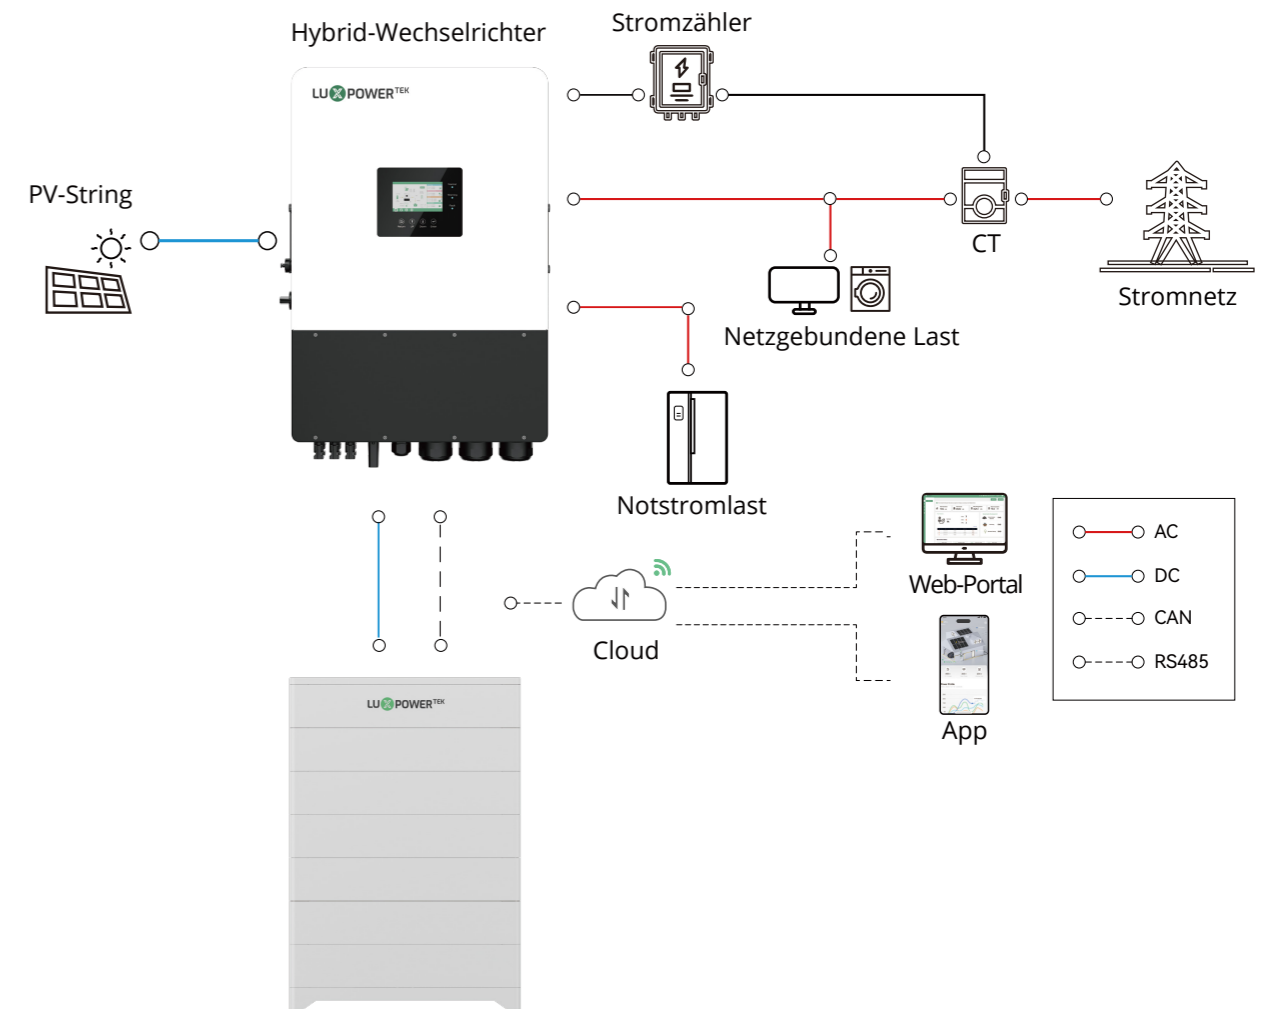 Hybrid-Wechselrichter
Stromzähler
LUXPOWERTEK
PV-String
CT
Stromnetz
Netzgebundene Last
Notstromlast
Web-Portal
Cloud
App
AC
DC
CAN
RS485
LUXPOWERTEK